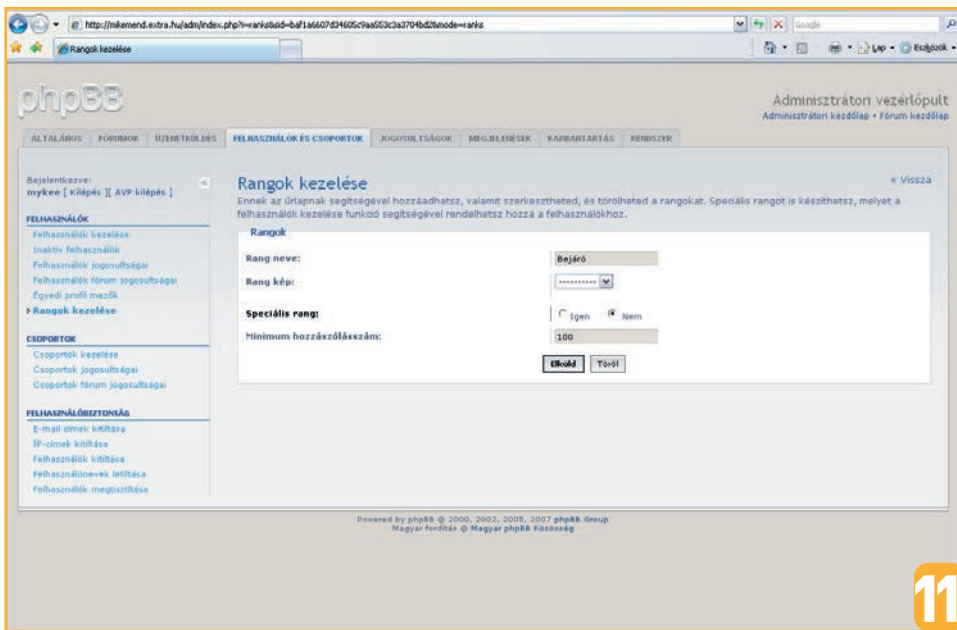 http://mikemend.extra.hu/adm/index.php?i=ranks&sid=baf1a6607d34605c9aa553c3a3704bd2&mode=ranks
Google
Rangok kezelése
Lap
Eszközök
phpBB
Adminisztrátori vezérlőpult
Adminisztrátori kezdőlap • Fórum kezdőlap
ÁLTALÁNOS FÓRUMOK ÜZENETKÜLDÉS FELHASZNÁLÓK ÉS CSOPORTOK JOGOSULTSÁGOK MEGJELENÉSEK KARBANTARTÁS RENDSZER
Bejelentkezve:
mykee [ Kilépés ][ AVP kilépés ]
« Vissza
Rangok kezelése
Ennek az űrlapnak segítségével hozzáadhatsz, valamit szerkesztheted, és törölheted a rangokat. Speciális rangot is készíthetsz, melyet a
felhasználók kezelése funkció segítségével rendelhetsz hozzá a felhasználókhoz.
FELHASZNÁLÓK
Felhasználók kezelése
Inaktív felhasználók
Felhasználók jogosultságai
Felhasználók fórum jogosultságai
Egyedi profil mezők
Rangok kezelése
CSOPORTOK
Csoportok kezelése
Csoportok jogosultságai
Csoportok fórum jogosultságai
FELHASZNÁLÓBIZTONSÁG
E-mail címek kitiltása
IP-címek kitiltása
Felhasználók kitiltása
Felhasználónevek letiltása
Felhasználók megtisztítása
Rangok
Rang neve: Bejáró
Rang kép: ----------
Speciális rang: Igen Nem
Minimum hozzászólásszám: 100
Elküld Töröl
Powered by phpBB © 2000, 2002, 2005, 2007 phpBB Group
Magyar fordítás © Magyar phpBB Közösség
11